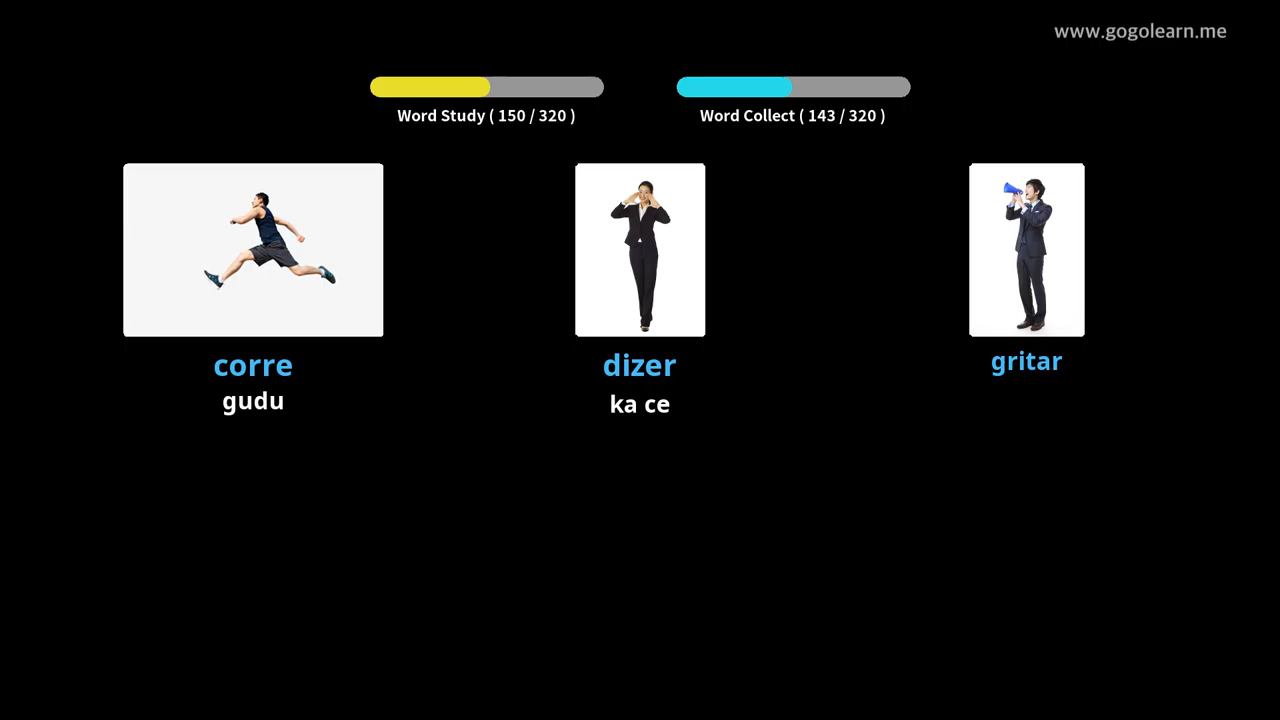 www.gogolearn.me
Word Study ( 150 / 320 )
Word Collect ( 143 / 320 )
corre
gudu
dizer
ka ce
gritar